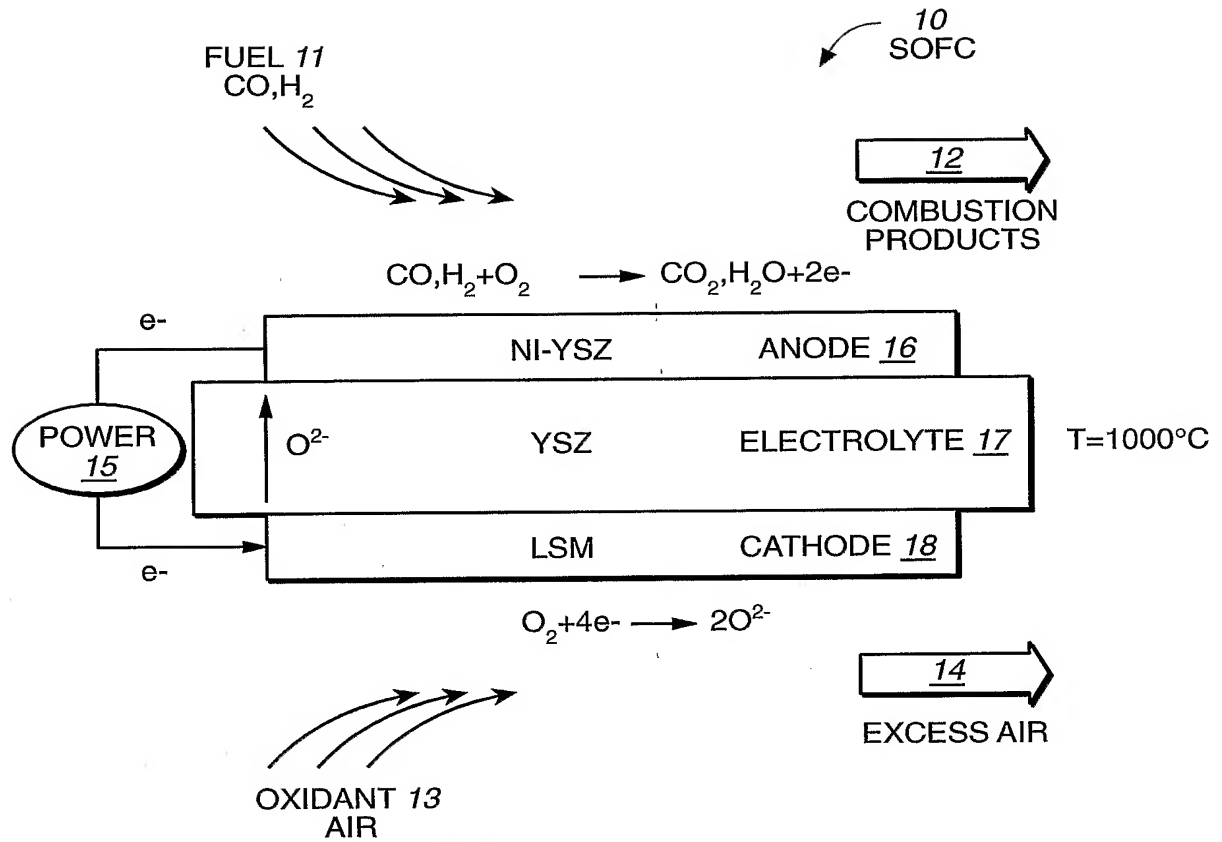 10
SOFC
FUEL 11
CO,H₂
12
COMBUSTION
PRODUCTS
CO,H₂+O₂ → CO₂,H₂O+2e-
e-
NI-YSZ ANODE 16
POWER
15
O²⁻ YSZ ELECTROLYTE 17 T=1000°C
LSM CATHODE 18
e-
O₂+4e- → 2O²⁻
14
EXCESS AIR
OXIDANT 13
AIR